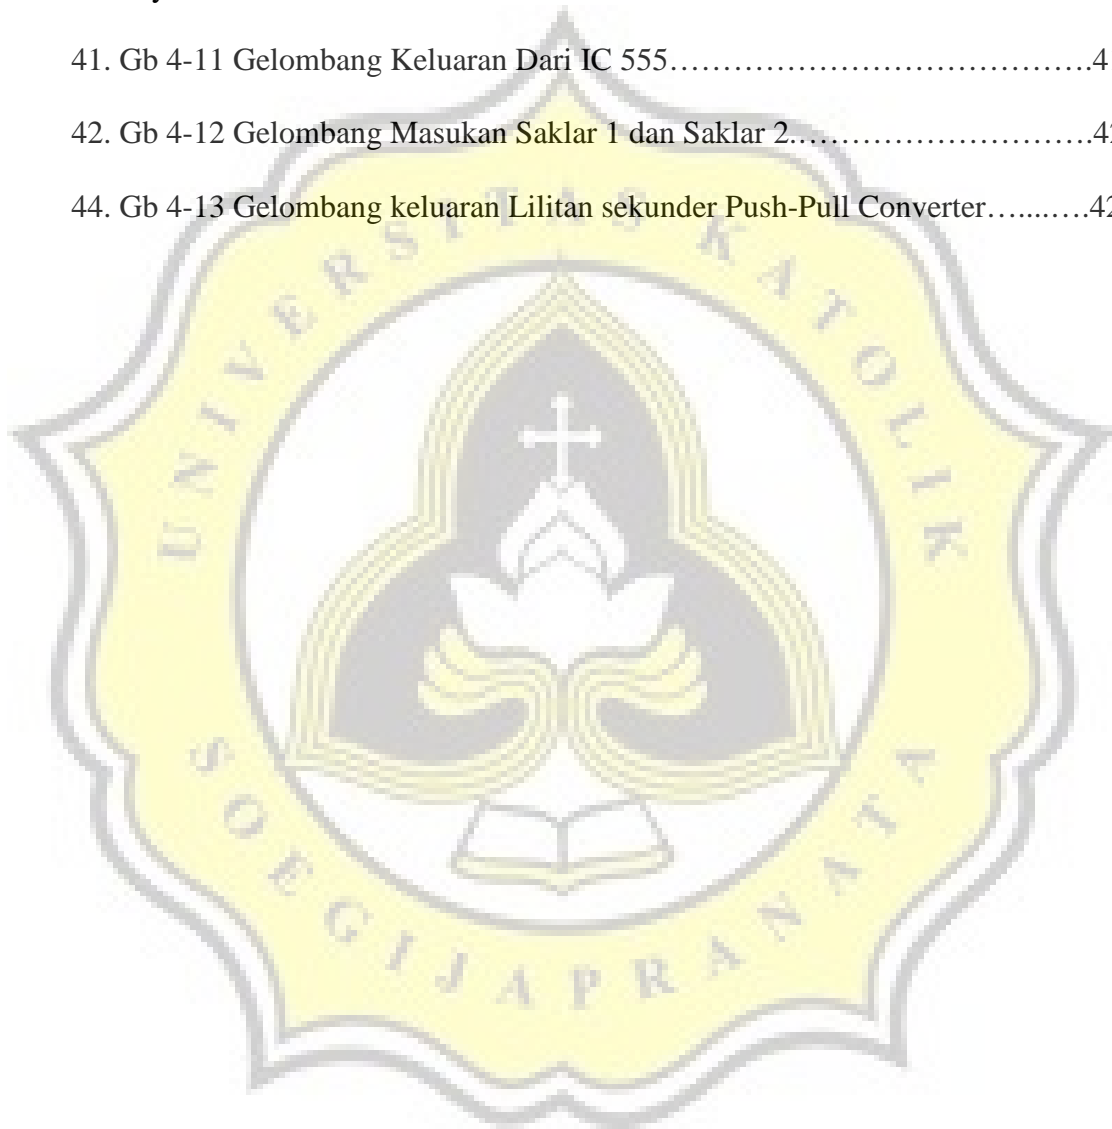 41. Gb 4-11 Gelombang Keluaran Dari IC 555……………………………………4
42. Gb 4-12 Gelombang Masukan Saklar 1 dan Saklar 2.…………………………42
44. Gb 4-13 Gelombang keluaran Lilitan sekunder Push-Pull Converter…....….42
UNIVERSITAS KATOLIK
SOEGIJAPRANATA